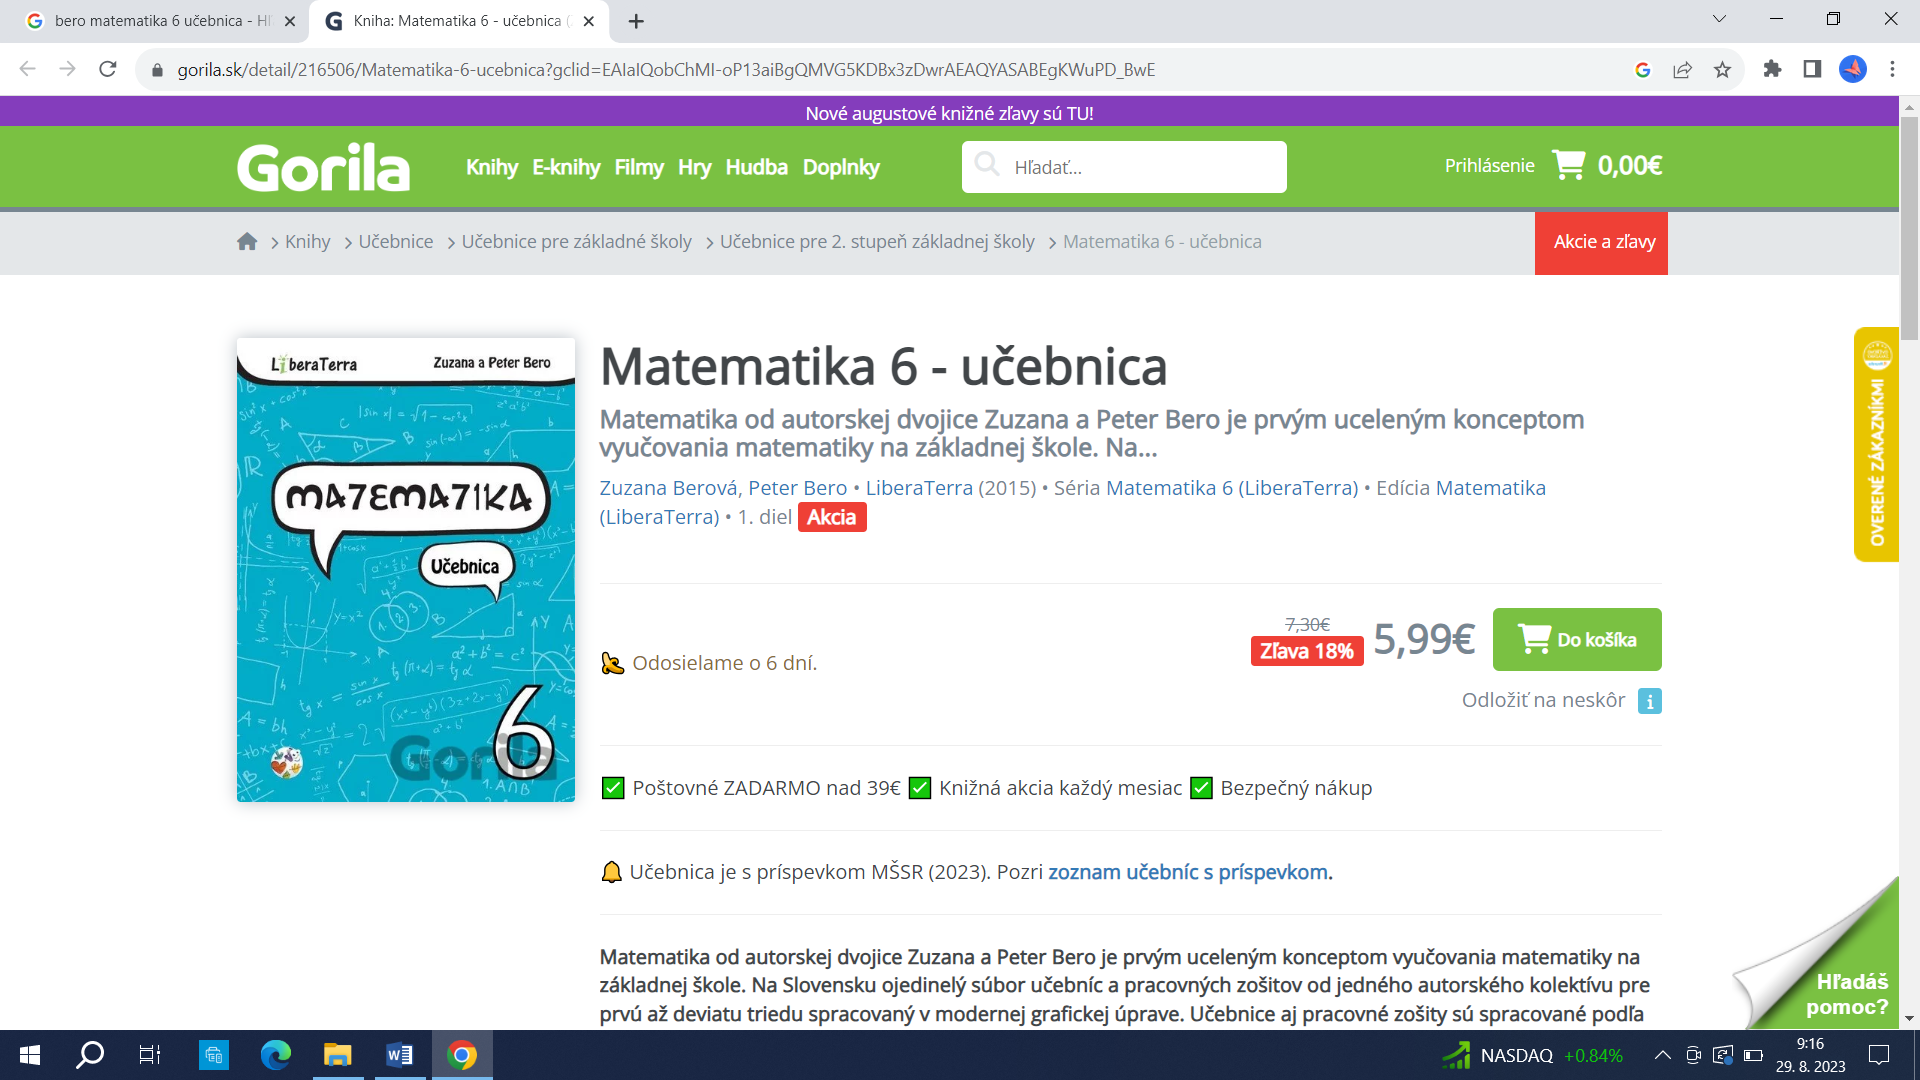 bero matematika 6 učebnica - Hľ
Kniha: Matematika 6 - učebnica
gorila.sk/detail/216506/Matematika-6-ucebnica?gclid=EAIaIQobChMI-oP13aiBgQMVG5KDBx3zDwrAEAQYASABEgKWuPD_BwE
Nové augustové knižné zľavy sú TU!
Gorila
Knihy E-knihy Filmy Hry Hudba Doplnky
Hľadať...
Prihlásenie
0,00€
Knihy > Učebnice > Učebnice pre základné školy > Učebnice pre 2. stupeň základnej školy > Matematika 6 - učebnica
Akcie a zľavy
LiberaTerra Zuzana a Peter Bero
MATEMATIKA
Učebnica
6
Gorila
Matematika 6 - učebnica
Matematika od autorskej dvojice Zuzana a Peter Bero je prvým uceleným konceptom
vyučovania matematiky na základnej škole. Na...
Zuzana Berová, Peter Bero • LiberaTerra (2015) • Séria Matematika 6 (LiberaTerra) • Edícia Matematika
(LiberaTerra) • 1. diel Akcia
Odosielame o 6 dní.
7,30€
Zľava 18%
5,99€
Do košíka
Odložiť na neskôr i
Poštovné ZADARMO nad 39€ Knižná akcia každý mesiac Bezpečný nákup
Učebnica je s príspevkom MŠSR (2023). Pozri zoznam učebníc s príspevkom.
Matematika od autorskej dvojice Zuzana a Peter Bero je prvým uceleným konceptom vyučovania matematiky na
základnej škole. Na Slovensku ojedinelý súbor učebníc a pracovných zošitov od jedného autorského kolektívu pre
prvú až deviatu triedu spracovaný v modernej grafickej úprave. Učebnice aj pracovné zošity sú spracované podľa
OVERENÉ ZÁKAZNÍKMI
Hľadáš
pomoc?
NASDAQ +0.84%
9:16
29. 8. 2023